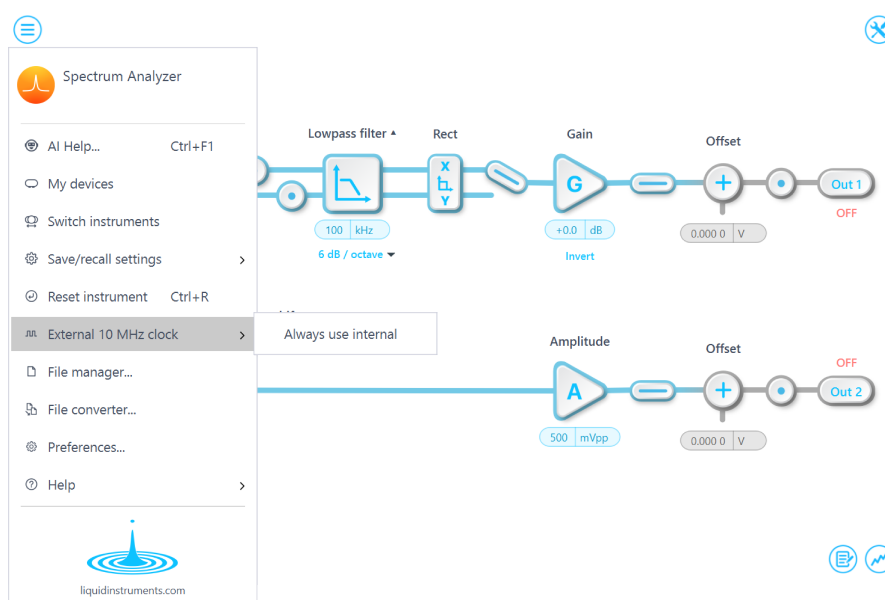 Spectrum Analyzer
AI Help... Ctrl+F1
My devices
Switch instruments
Save/recall settings
Reset instrument Ctrl+R
External 10 MHz clock
Always use internal
File manager...
File converter...
Preferences...
Help
liquidinstruments.com
Lowpass filter
100 kHz
6 dB / octave
Rect
X
Y
Gain
G
+0.0 dB
Invert
Offset
0.000 0 V
Out 1
OFF
Amplitude
A
500 mVpp
Offset
0.000 0 V
OFF
Out 2